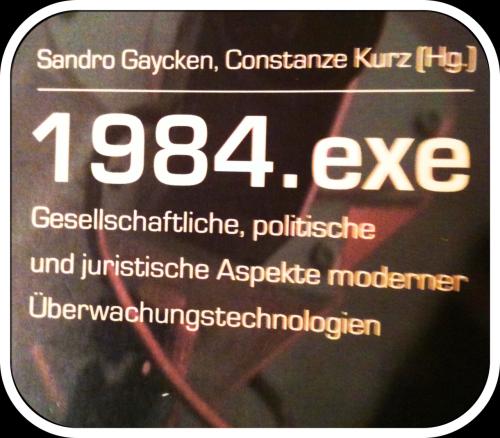 Sandro Gaycken, Constanze Kurz (Hg.)
1984.exe
Gesellschaftliche, politische
und juristische Aspekte moderner
Überwachungstechnologien